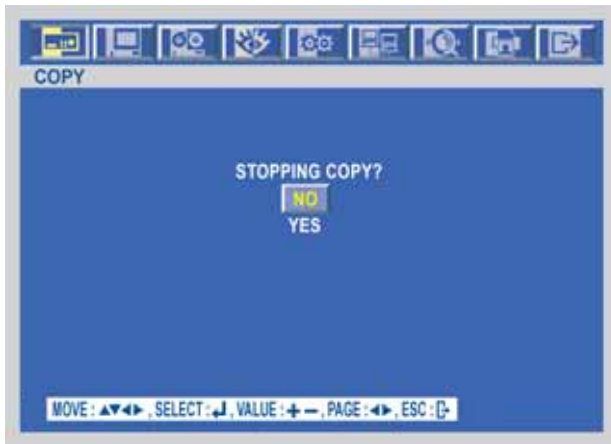 COPY
STOPPING COPY?
NO
YES
MOVE : ▲▼◀▶ , SELECT : ↲ , VALUE : + − , PAGE : ◀▶ , ESC :